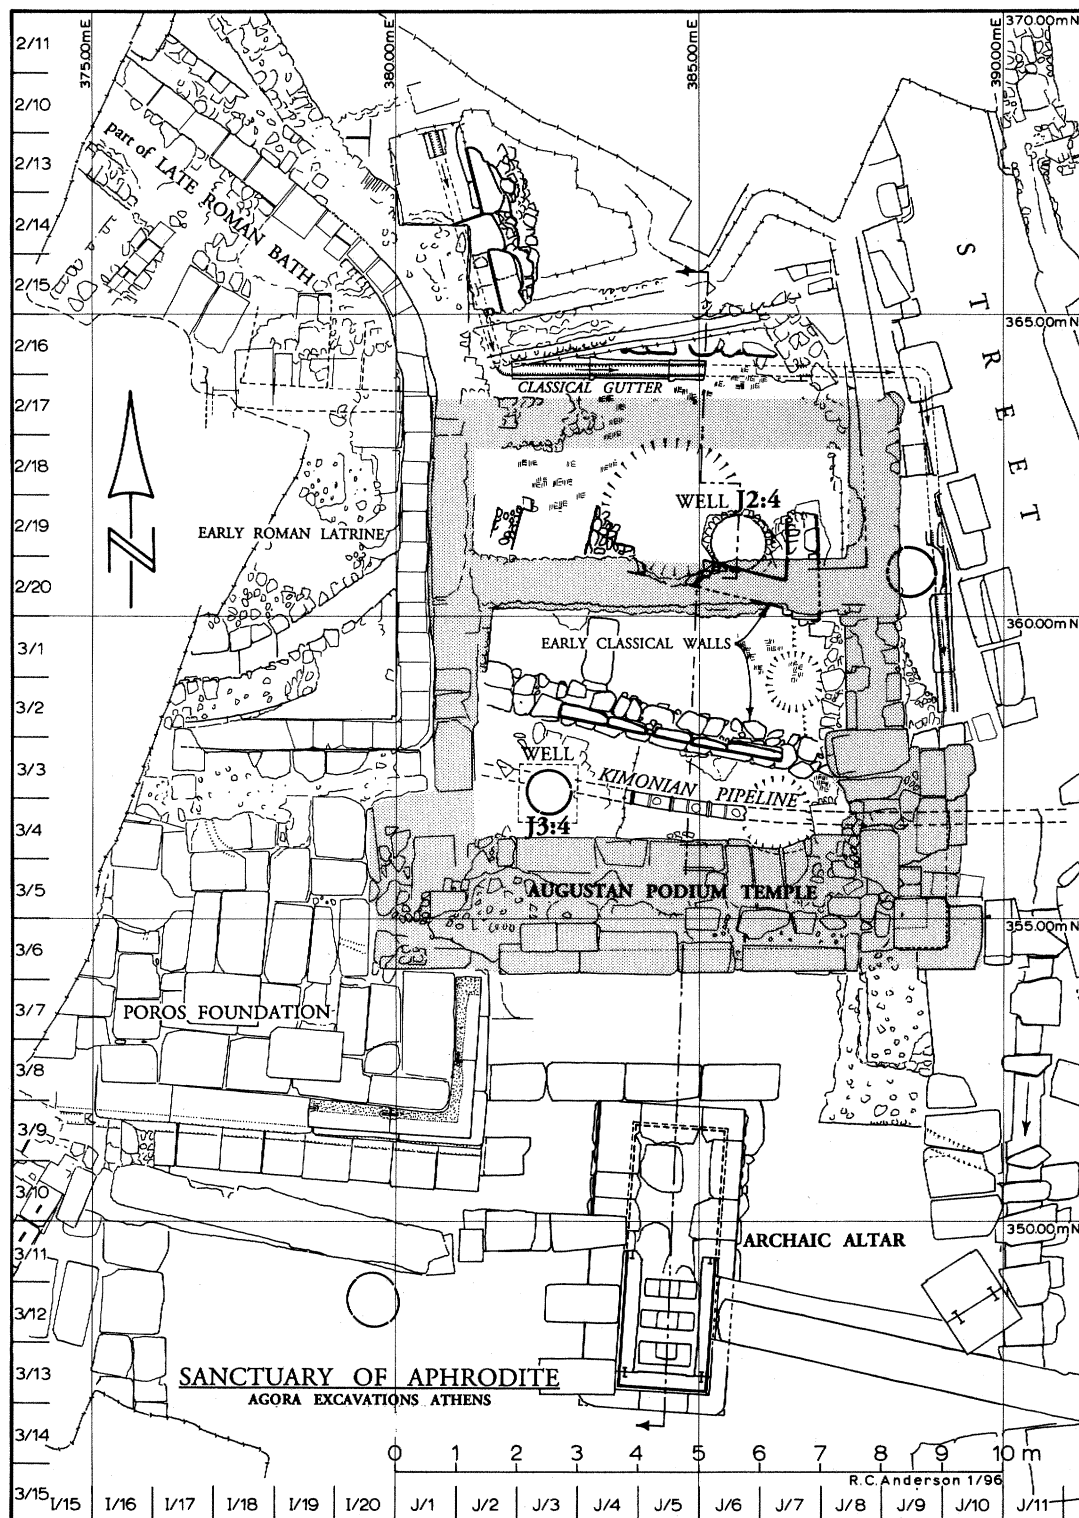 375.00mE
380.00mE
385.00mE
390.00mE
370.00mN
2/11
2/10
2/13
2/14
2/15
2/16
2/17
2/18
2/19
2/20
3/1
3/2
3/3
3/4
3/5
3/6
3/7
3/8
3/9
3/10
3/11
3/12
3/13
3/14
3/15
part of LATE ROMAN BATH
STREET
365.00mN
CLASSICAL GUTTER
WELL J2:4
EARLY ROMAN LATRINE
N
360.00mN
EARLY CLASSICAL WALLS
WELL
J3:4
KIMONIAN PIPELINE
AUGUSTAN PODIUM TEMPLE
355.00mN
POROS FOUNDATION
350.00mN
ARCHAIC ALTAR
SANCTUARY OF APHRODITE
AGORA EXCAVATIONS ATHENS
0 1 2 3 4 5 6 7 8 9 10 m
R.C.Anderson 1/96
I/15 I/16 I/17 I/18 I/19 I/20 J/1 J/2 J/3 J/4 J/5 J/6 J/7 J/8 J/9 J/10 J/11